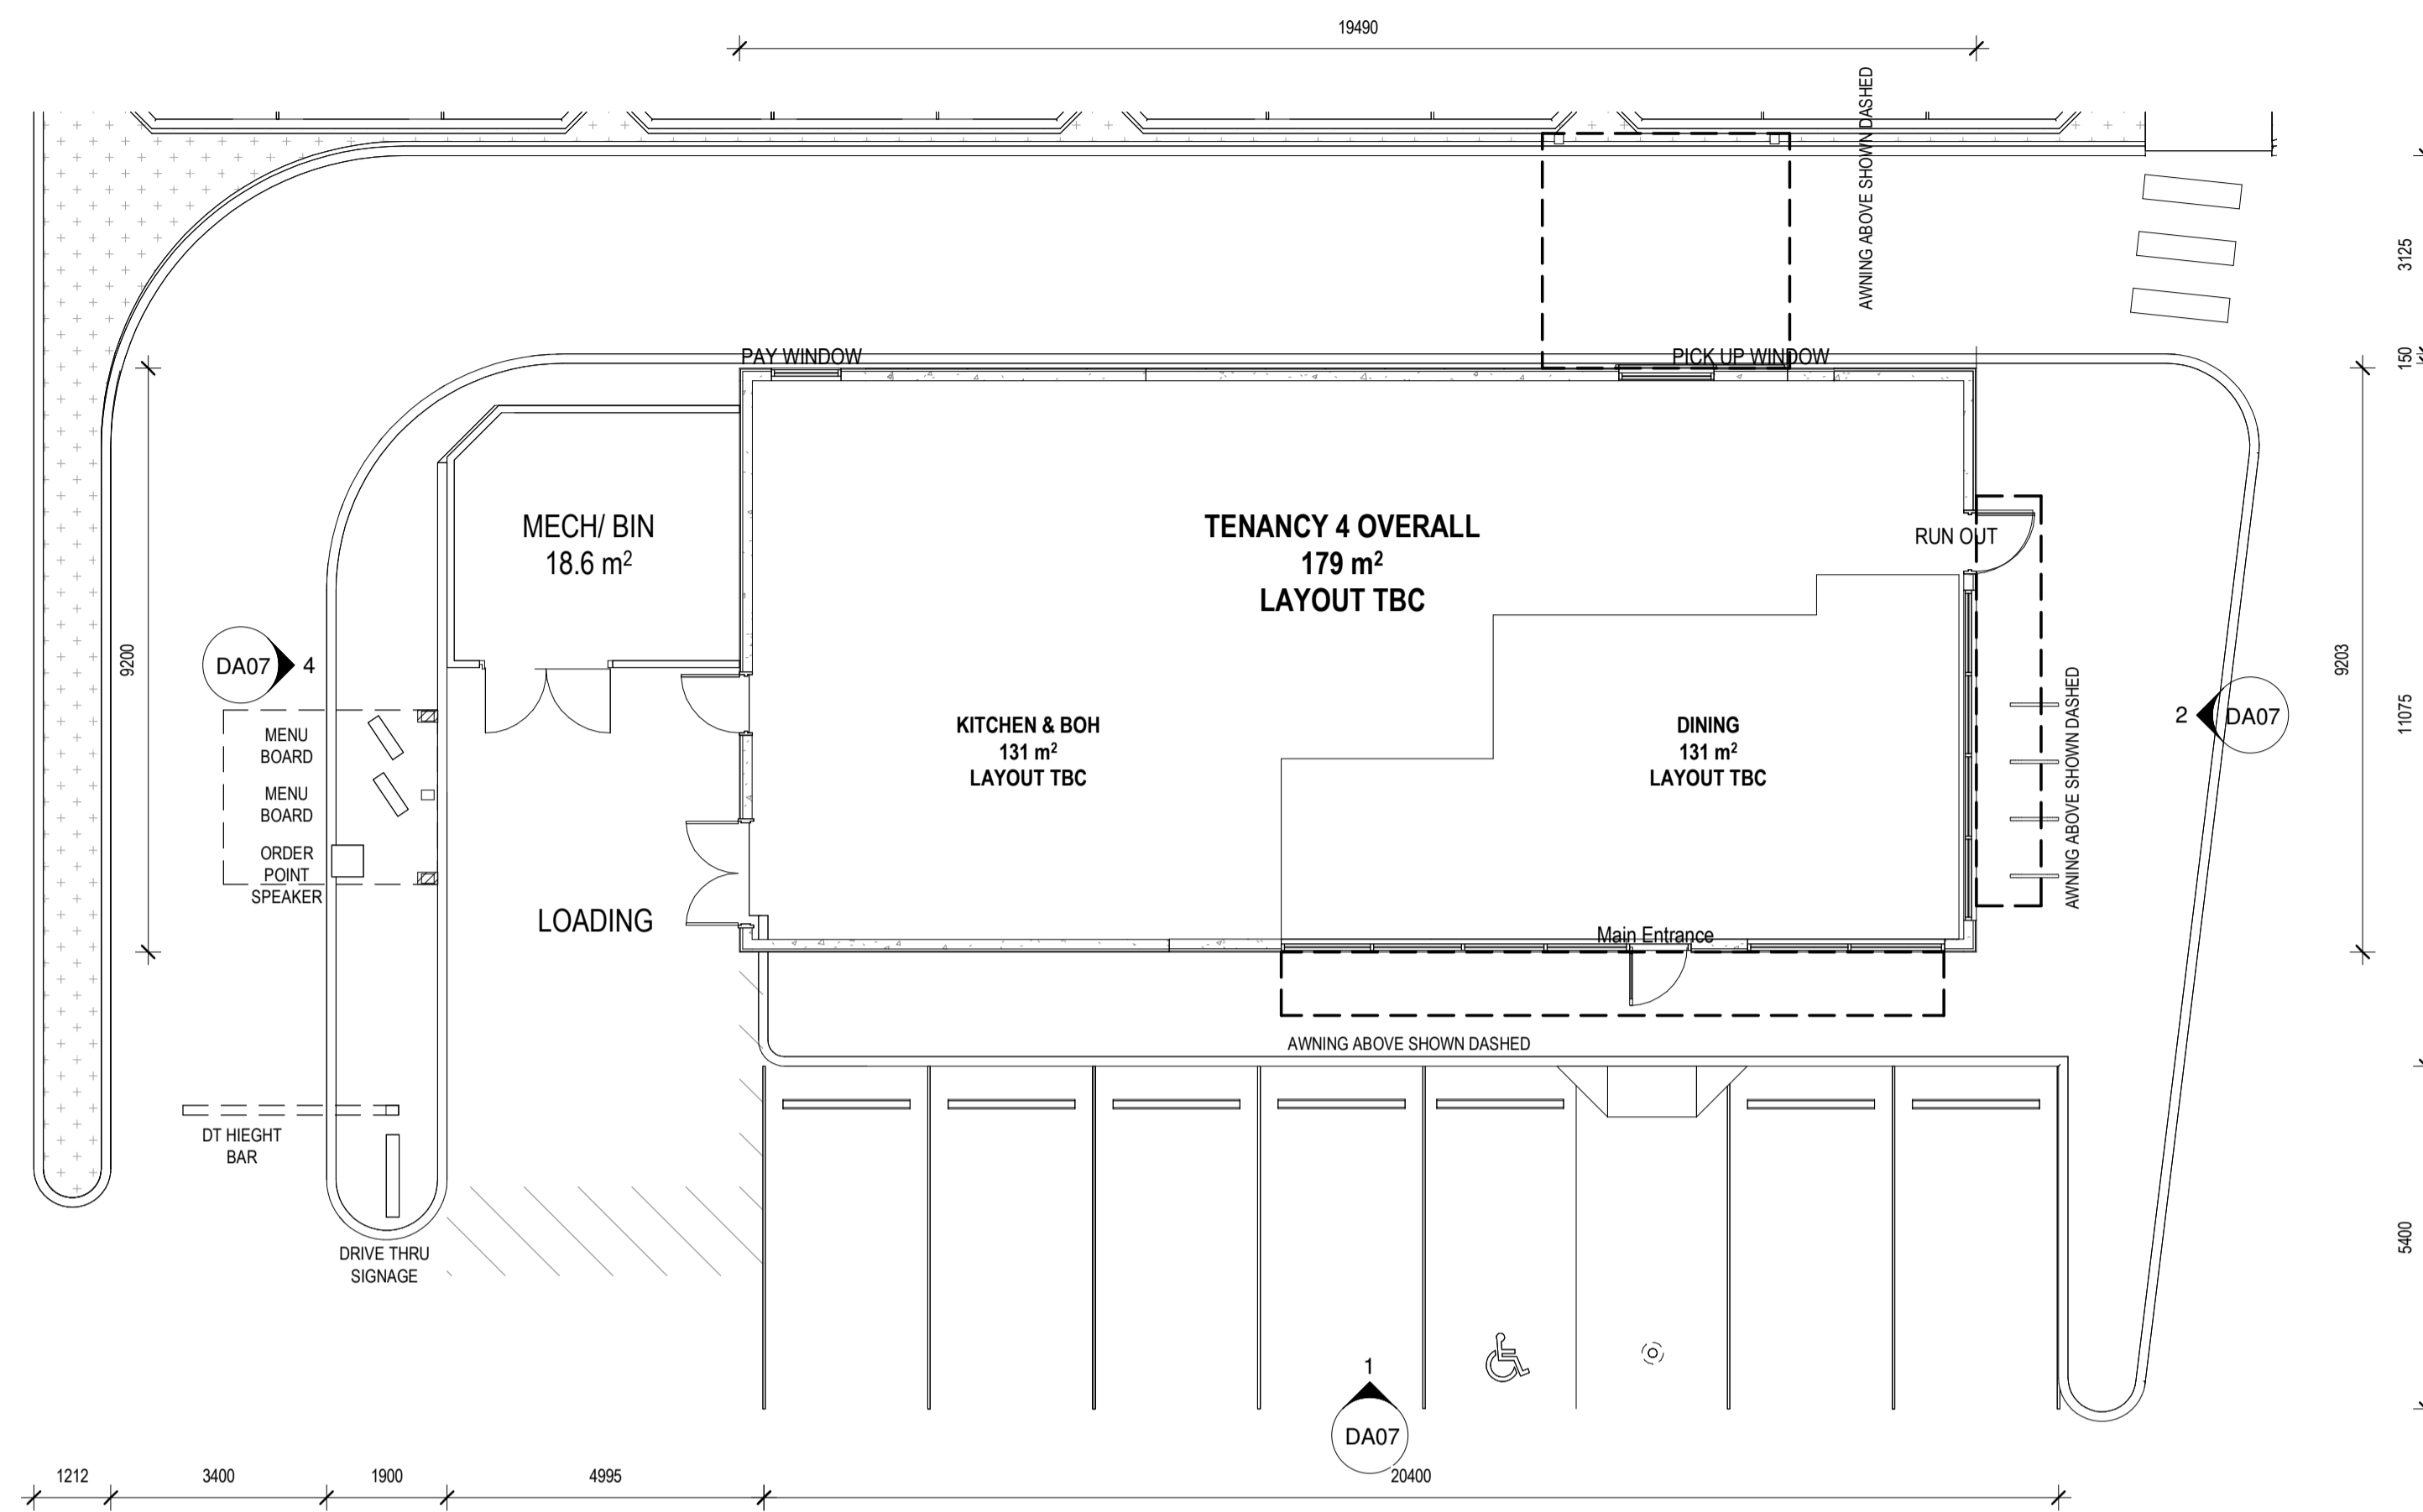 19490
AWNING ABOVE SHOWN DASHED
3125
150
PAY WINDOW
PICK UP WINDOW
MECH/ BIN
18.6 m²
TENANCY 4 OVERALL
179 m²
LAYOUT TBC
RUN OUT
9200
DA07
4
9203
11075
2
DA07
AWNING ABOVE SHOWN DASHED
MENU
BOARD
MENU
BOARD
ORDER
POINT
SPEAKER
KITCHEN & BOH
131 m²
LAYOUT TBC
DINING
131 m²
LAYOUT TBC
LOADING
Main Entrance
AWNING ABOVE SHOWN DASHED
DT HIEGHT
BAR
DRIVE THRU
SIGNAGE
5400
1
DA07
1212
3400
1900
4995
20400